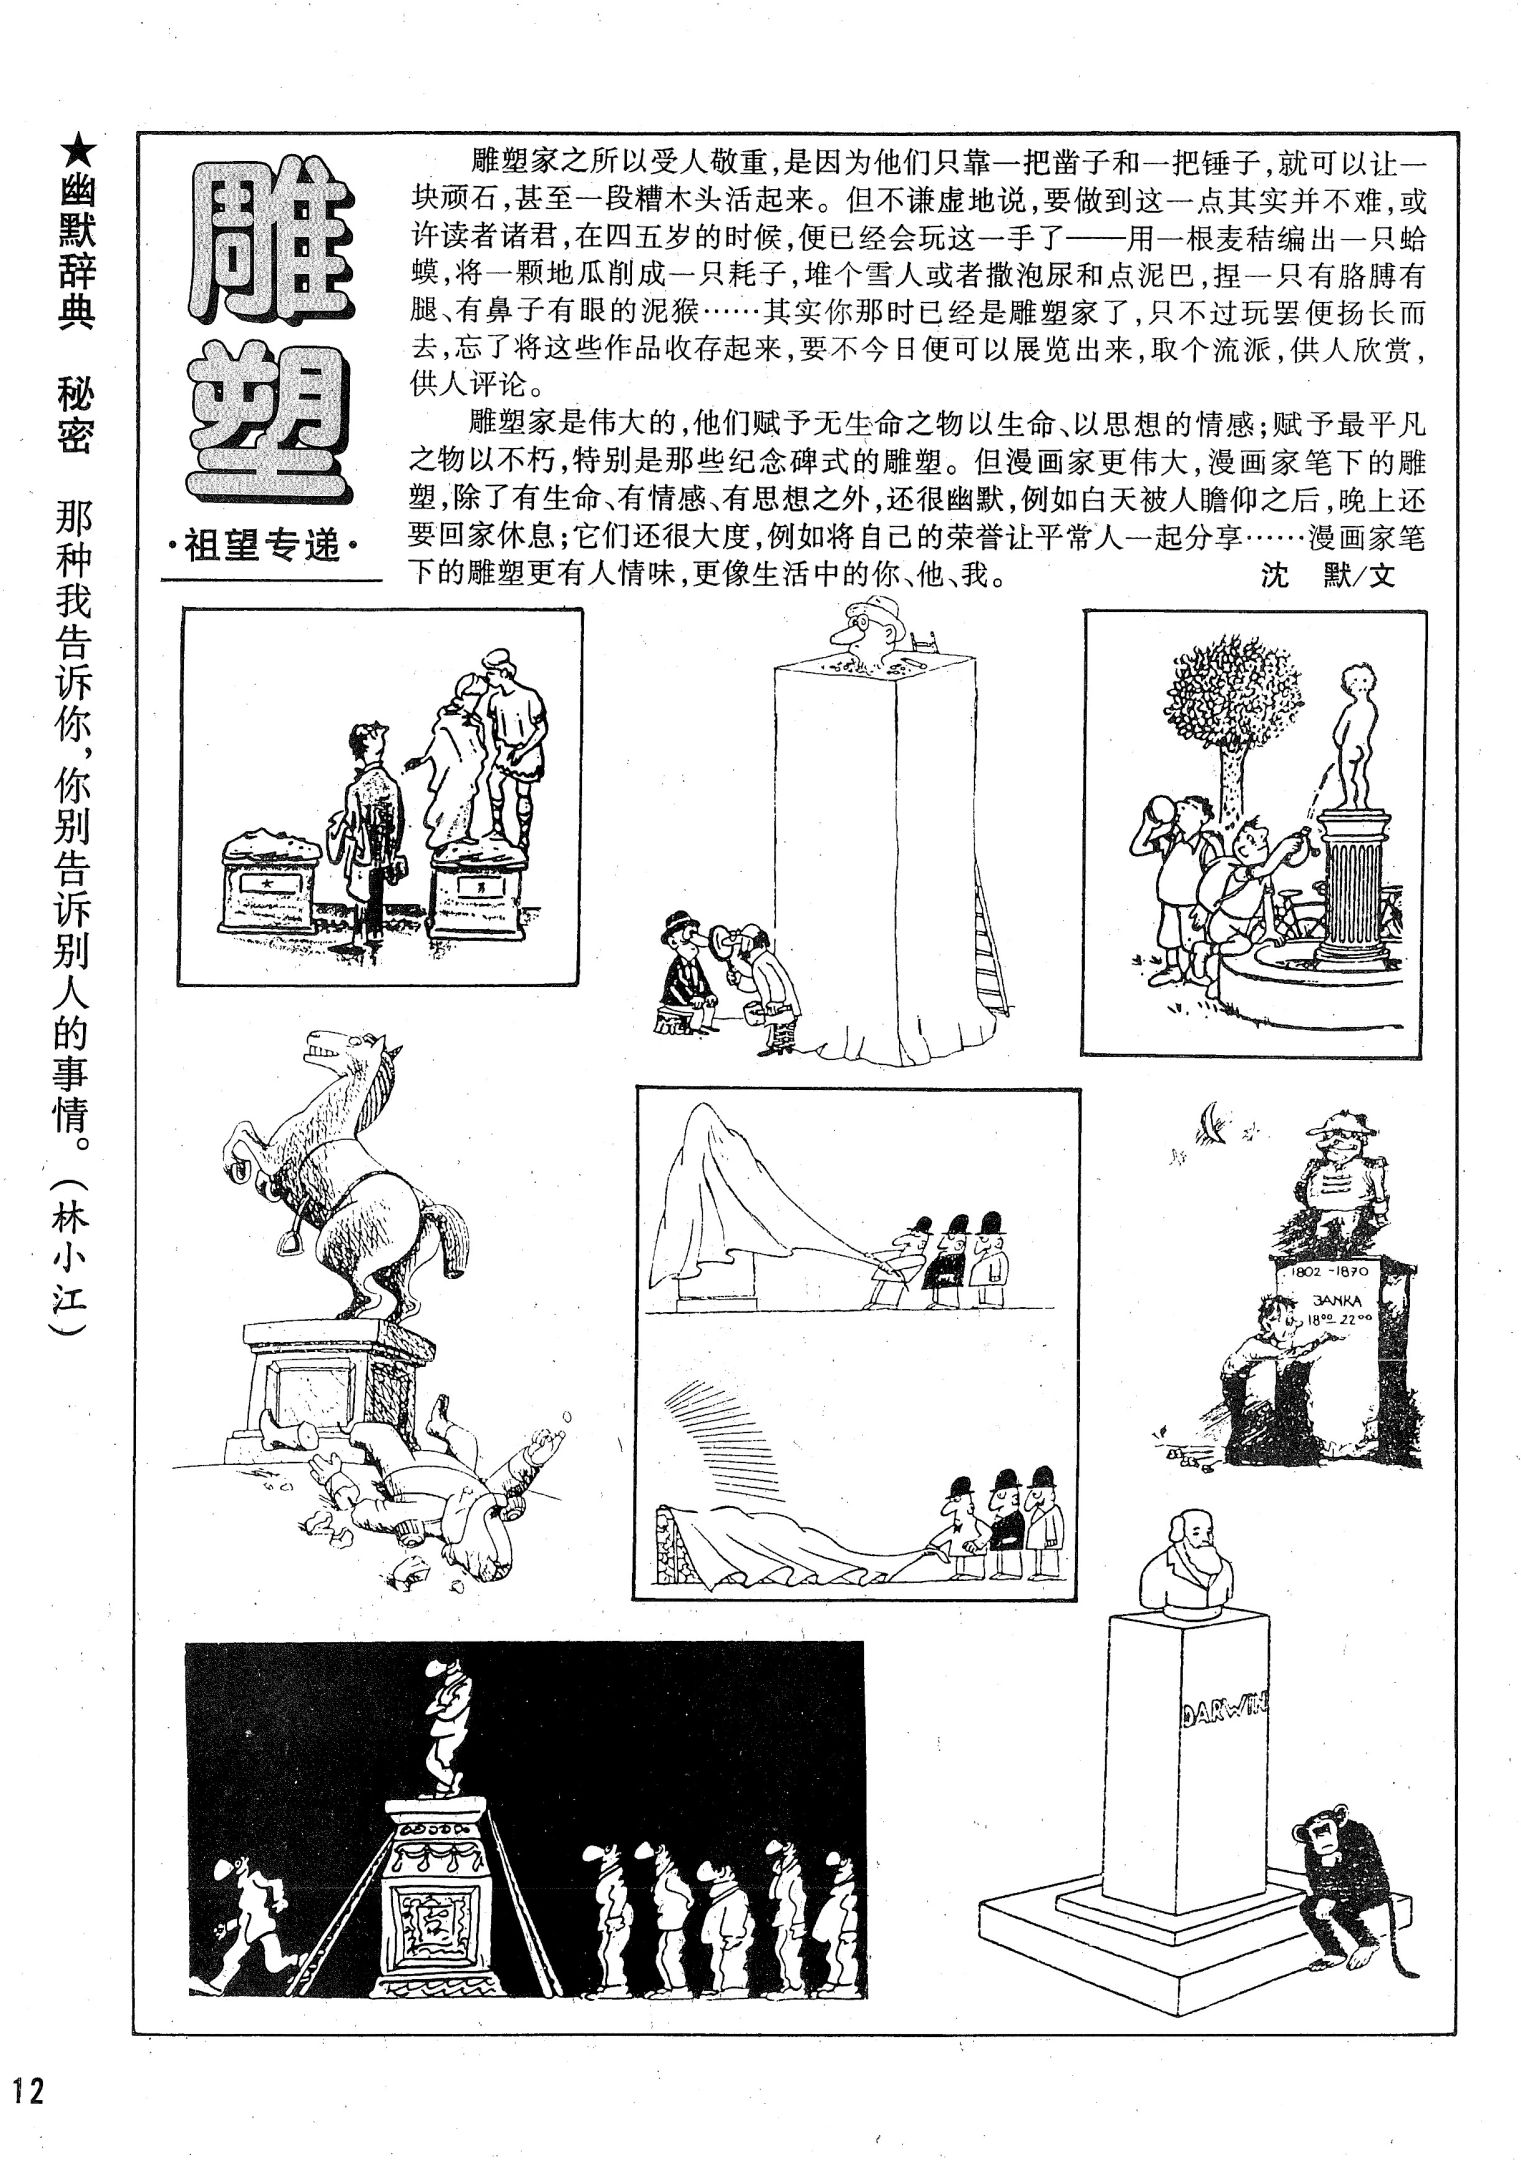 ★幽默辞典 秘密 那种我告诉你，你别告诉别人的事情。（林小江）
雕塑
·祖望专递·
雕塑家之所以受人敬重，是因为他们只靠一把凿子和一把锤子，就可以让一
块顽石，甚至一段糟木头活起来。但不谦虚地说，要做到这一点其实并不难，或
许读者诸君，在四五岁的时候，便已经会玩这一手了——用一根麦秸编出一只蛤
蟆，将一颗地瓜削成一只耗子，堆个雪人或者撒泡尿和点泥巴，捏一只有胳膊有
腿、有鼻子有眼的泥猴……其实你那时已经是雕塑家了，只不过玩罢便扬长而
去，忘了将这些作品收存起来，要不今日便可以展览出来，取个流派，供人欣赏，
供人评论。
雕塑家是伟大的，他们赋予无生命之物以生命、以思想的情感；赋予最平凡
之物以不朽，特别是那些纪念碑式的雕塑。但漫画家更伟大，漫画家笔下的雕
塑，除了有生命、有情感、有思想之外，还很幽默，例如白天被人瞻仰之后，晚上还
要回家休息；它们还很大度，例如将自己的荣誉让平常人一起分享……漫画家笔
下的雕塑更有人情味，更像生活中的你、他、我。
沈 默/文
1802-1870
3ANKA
18⁰⁰-22⁰⁰
DARWIN
12